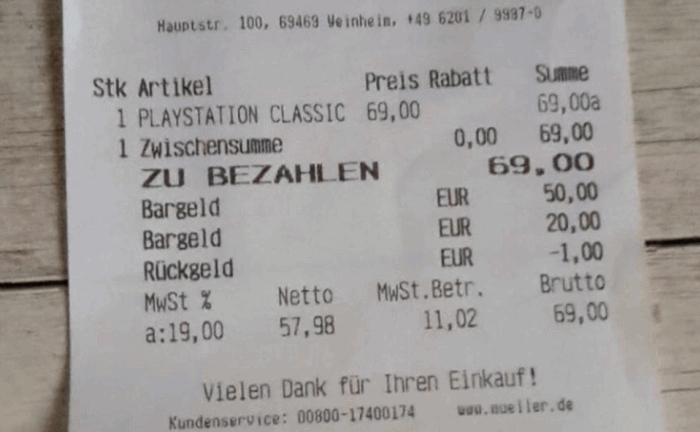 Hauptstr. 100, 69469 Weinheim, +49 6201 / 9937-0
Stk Artikel Preis Rabatt Summe
1 PLAYSTATION CLASSIC 69,00 69,00a
1 Zwischensumme 0,00 69,00
ZU BEZAHLEN 69.00
Bargeld EUR 50,00
Bargeld EUR 20,00
Rückgeld EUR -1,00
MwSt % Netto MwSt.Betr. Brutto
a:19,00 57,98 11,02 69,00
Vielen Dank für Ihren Einkauf!
Kundenservice: 00800-17400174 www.mueller.de